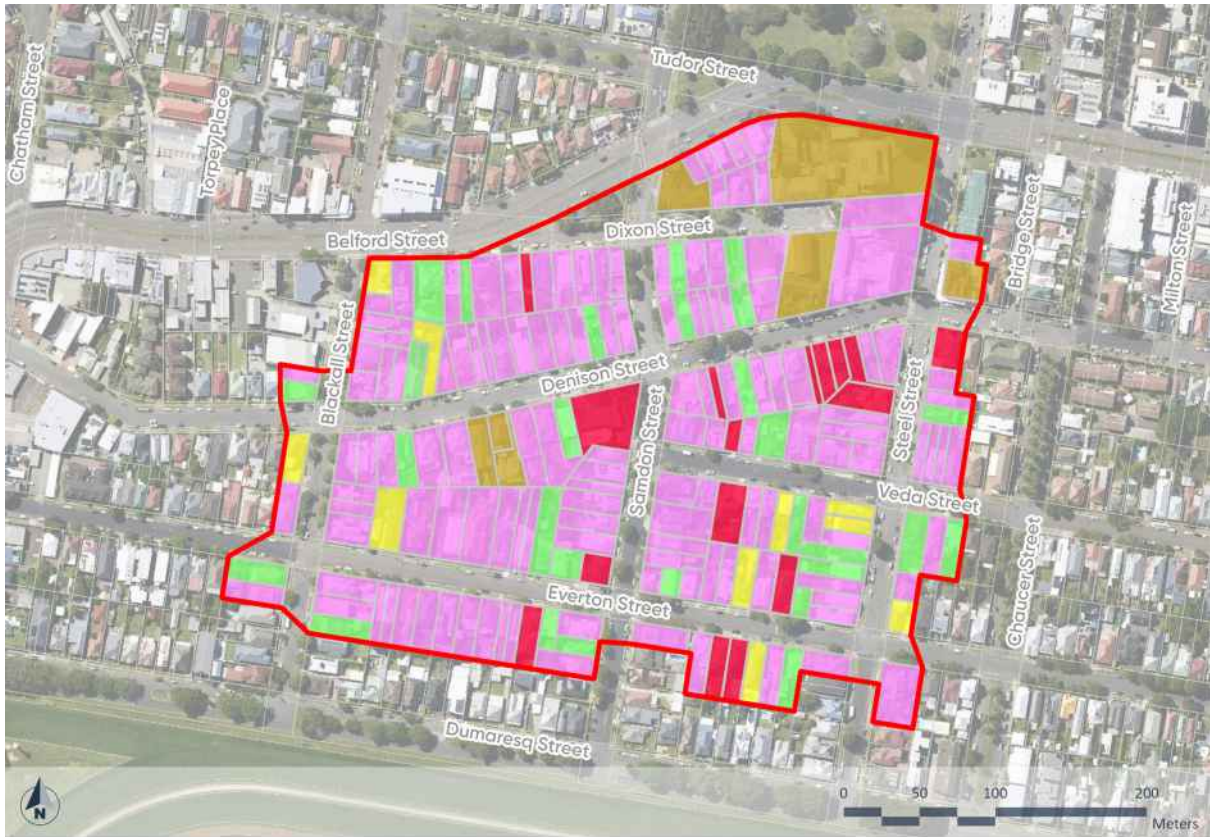 Tudor Street
Chatham Street
Torpey Place
Bridge Street
Milton Street
Belford Street
Dixon Street
Blackall Street
Denison Street
Steel Street
Samdon Street
Veda Street
Chaucer Street
Everton Street
Dumaresq Street
N
0 50 100 200
Meters